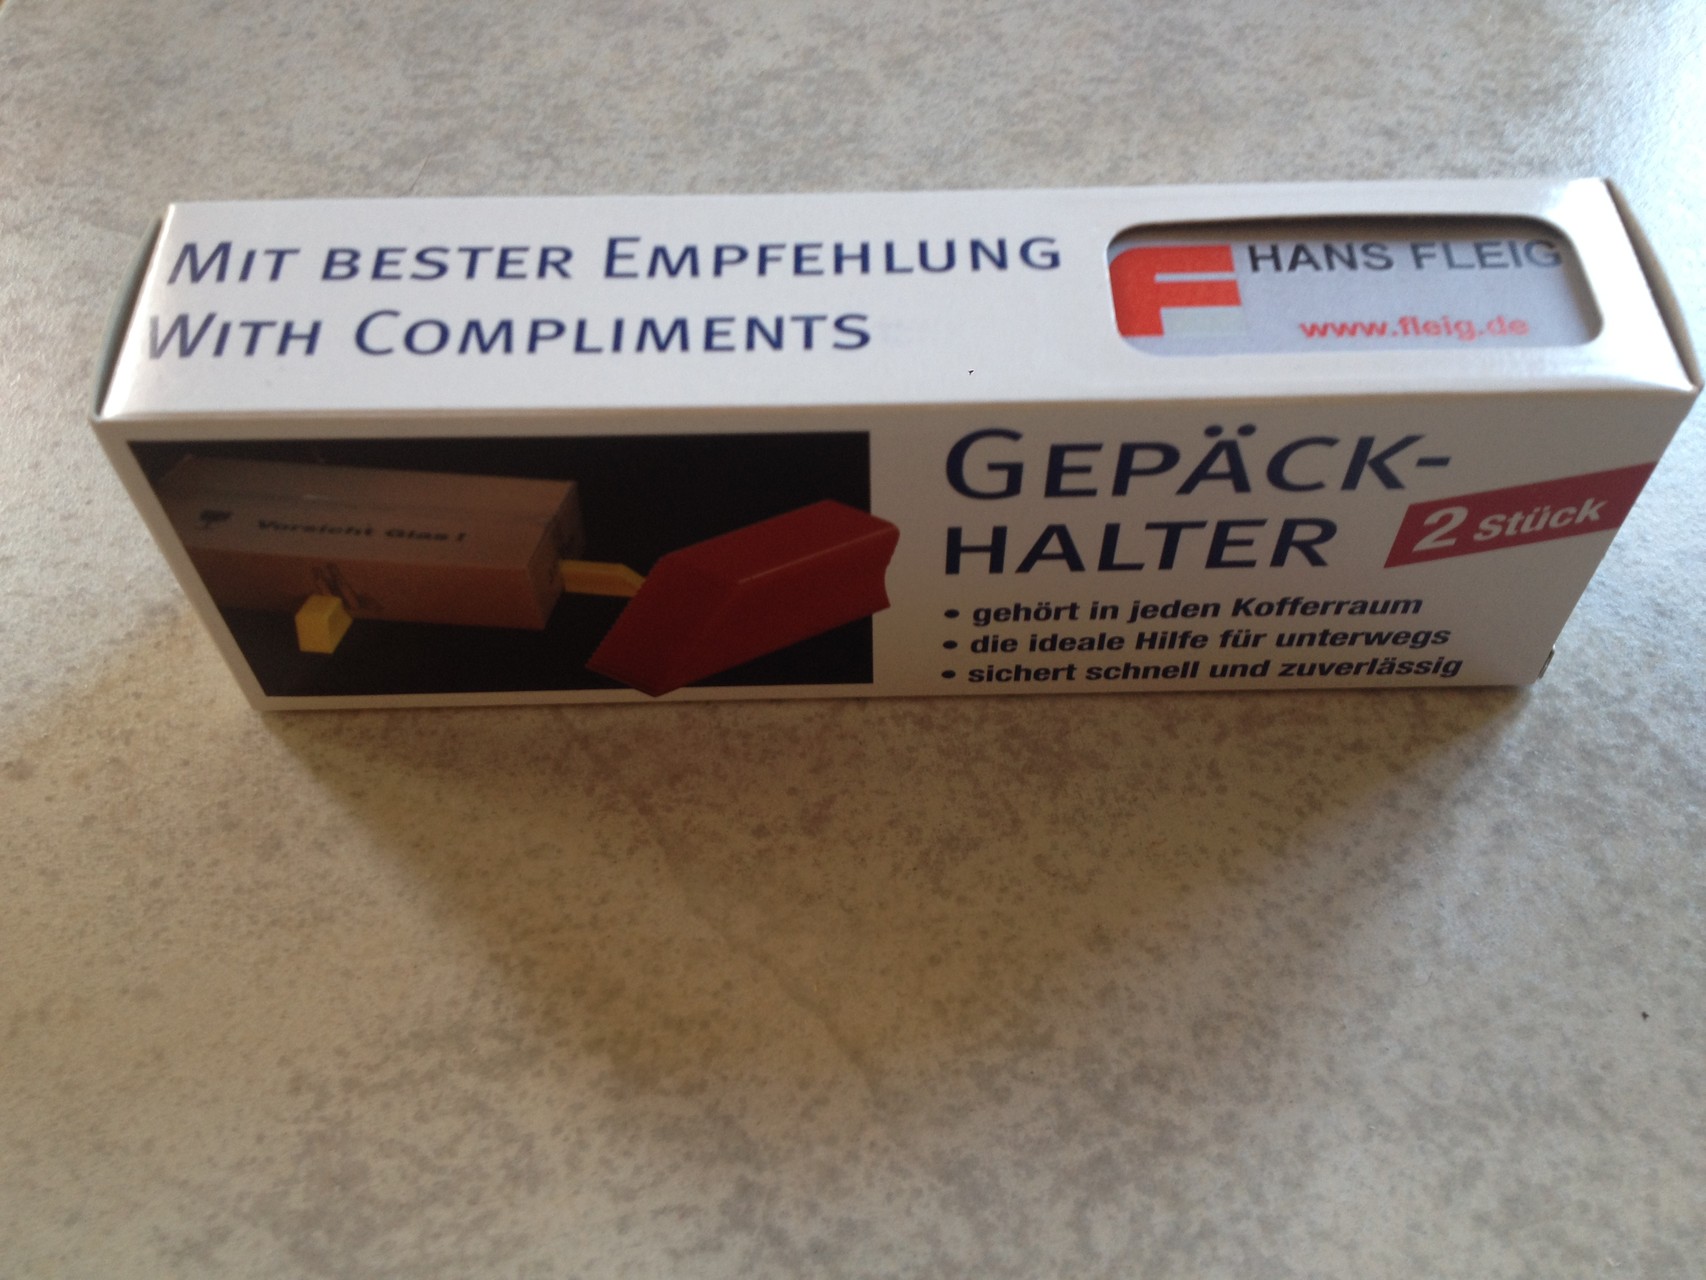 MIT BESTER EMPFEHLUNG
WITH COMPLIMENTS
F HANS FLEIG
www.fleig.de
GEPÄCK-
HALTER
2 Stück
• gehört in jeden Kofferraum
• die ideale Hilfe für unterwegs
• sichert schnell und zuverlässig
Vorsicht Glas!